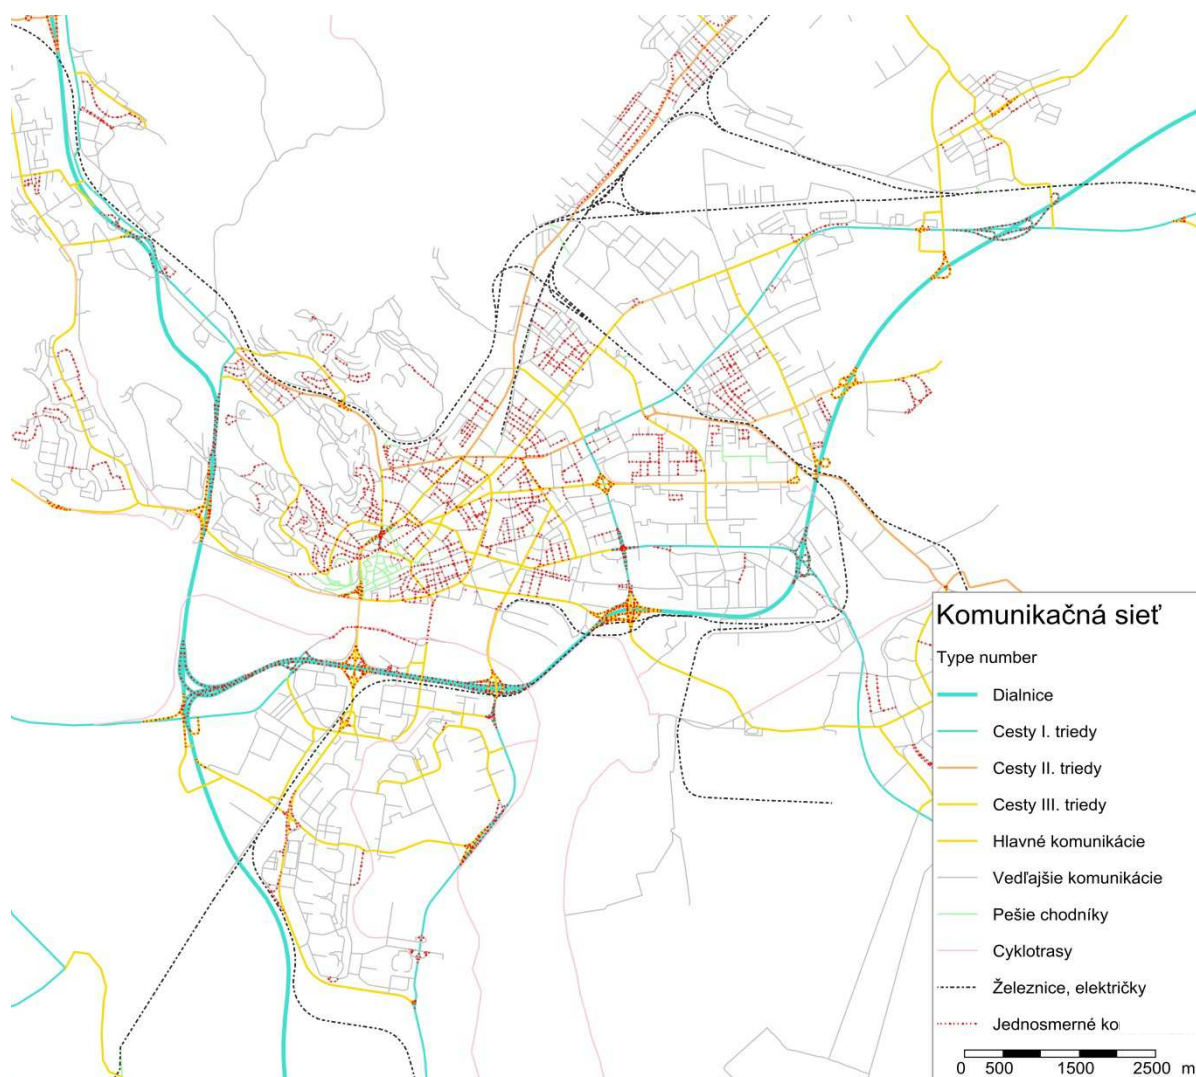 Komunikačná sieť
Type number
Dialnice
Cesty I. triedy
Cesty II. triedy
Cesty III. triedy
Hlavné komunikácie
Vedľajšie komunikácie
Pešie chodníky
Cyklotrasy
Železnice, električky
Jednosmerné ko
0 500 1500 2500 m